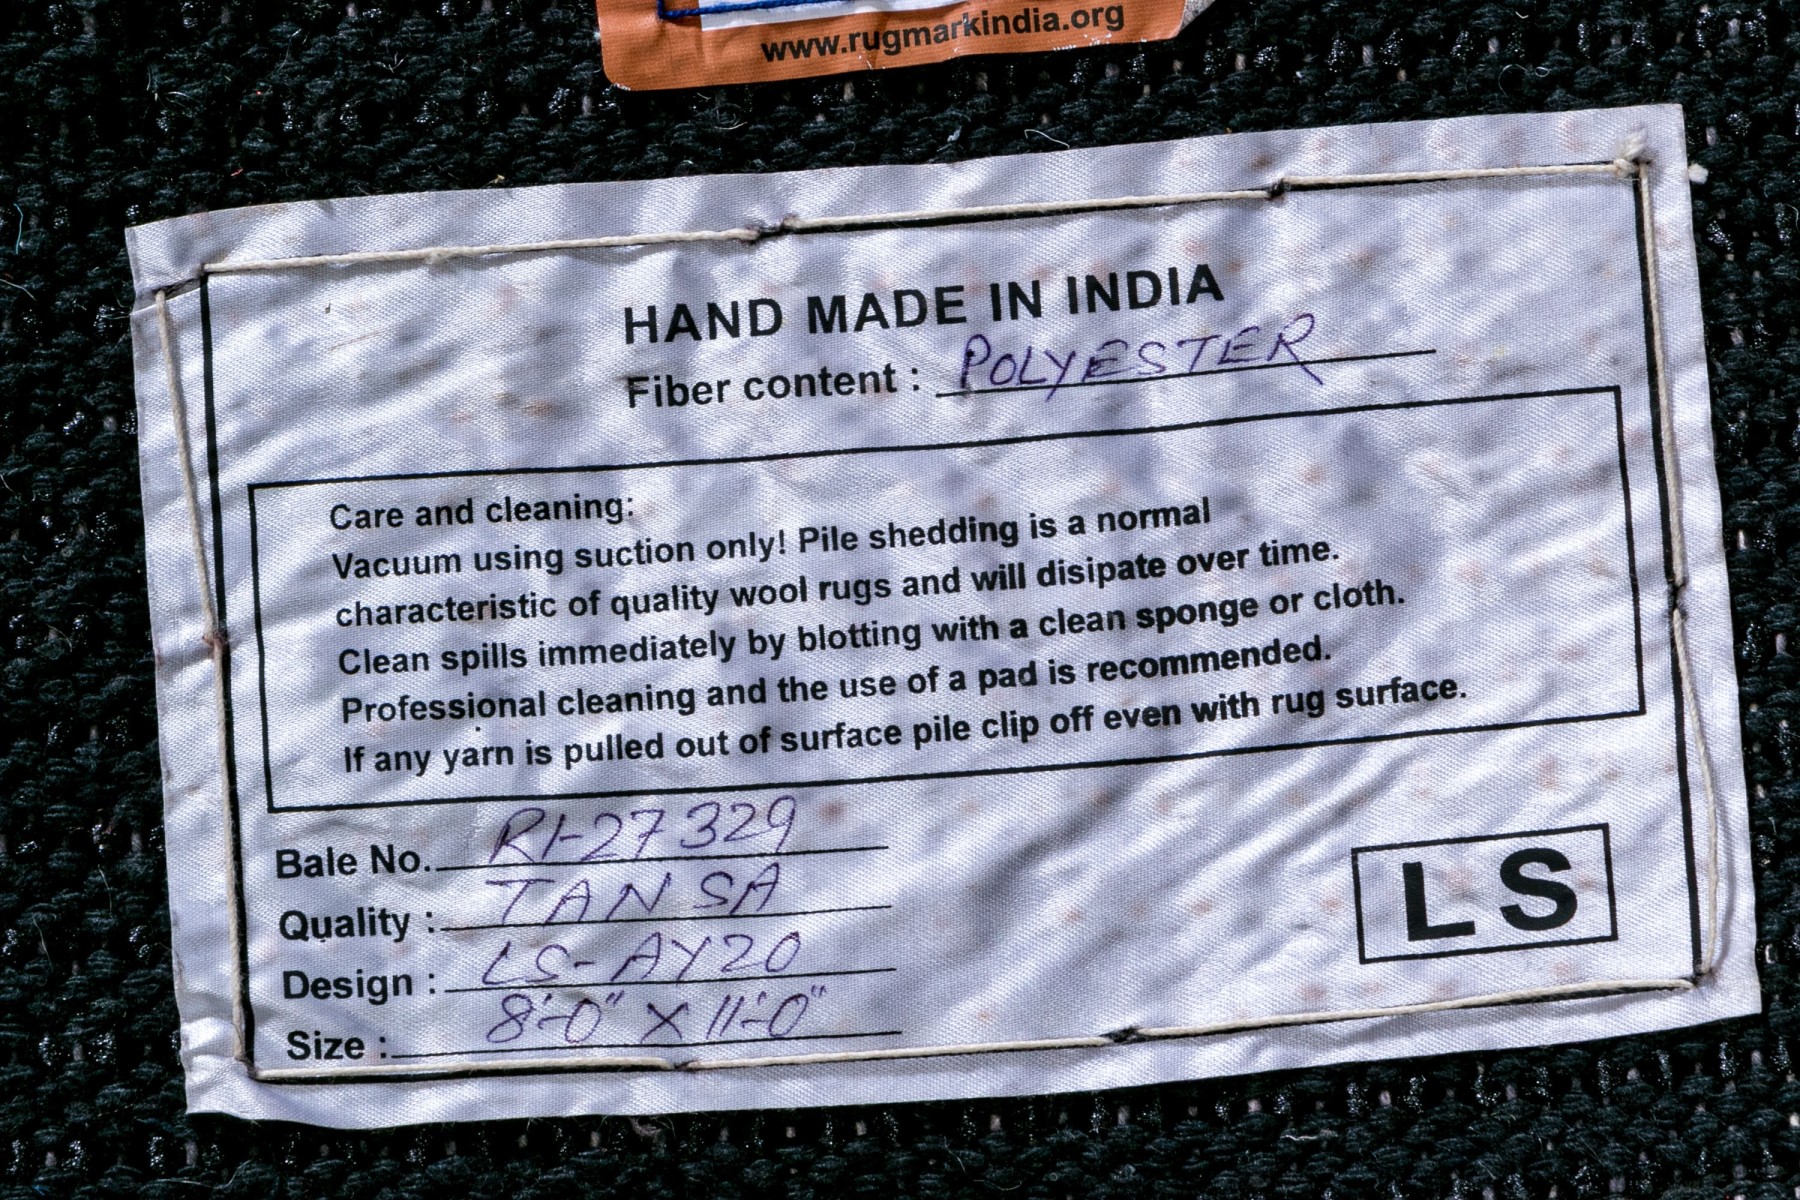 www.rugmarkindia.org
HAND MADE IN INDIA
Fiber content : POLYESTER
Care and cleaning:
Vacuum using suction only! Pile shedding is a normal
characteristic of quality wool rugs and will disipate over time.
Clean spills immediately by blotting with a clean sponge or cloth.
Professional cleaning and the use of a pad is recommended.
If any yarn is pulled out of surface pile clip off even with rug surface.
Bale No. RI-27329
Quality : TANSA
Design : LS-AY20
Size : 8'-0" X 11'-0"
LS